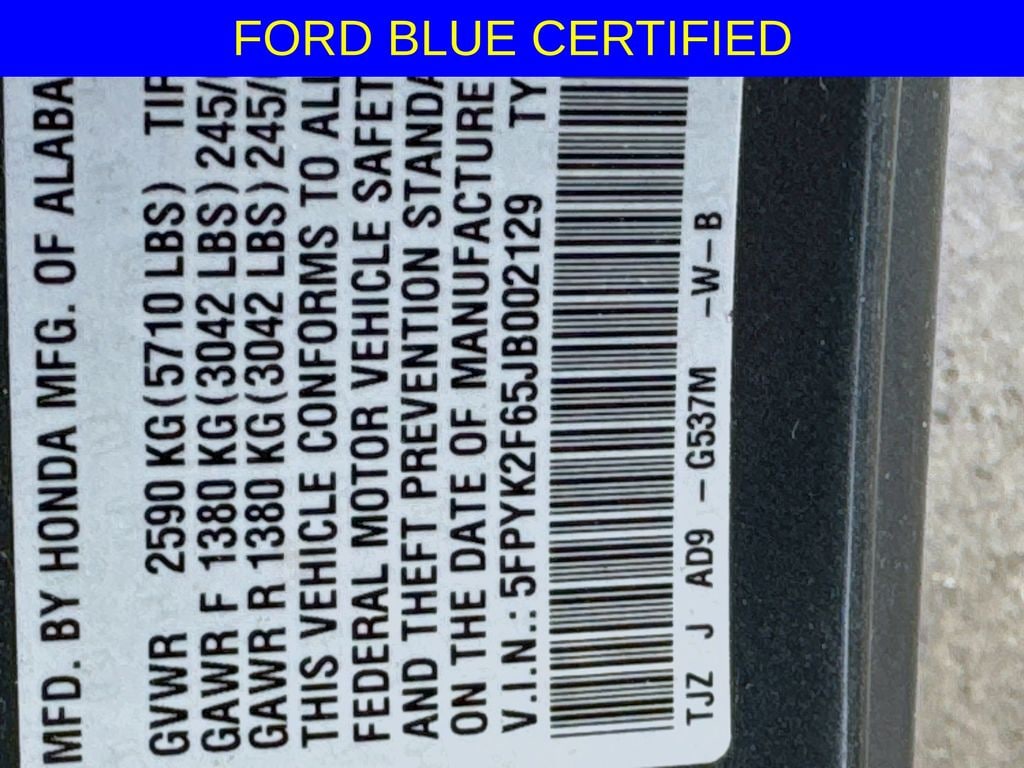 FORD BLUE CERTIFIED
MFD. BY HONDA MFG. OF ALABA
GVWR 2590 KG(5710 LBS) TIR
GAWR F 1380 KG(3042 LBS) 245/
GAWR R 1380 KG(3042 LBS) 245/
THIS VEHICLE CONFORMS TO ALL
FEDERAL MOTOR VEHICLE SAFET
AND THEFT PREVENTION STANDA
ON THE DATE OF MANUFACTURE
V.I.N.: 5FPYK2F65JB002129 TY
TJZ J AD9 - G537M -W-B